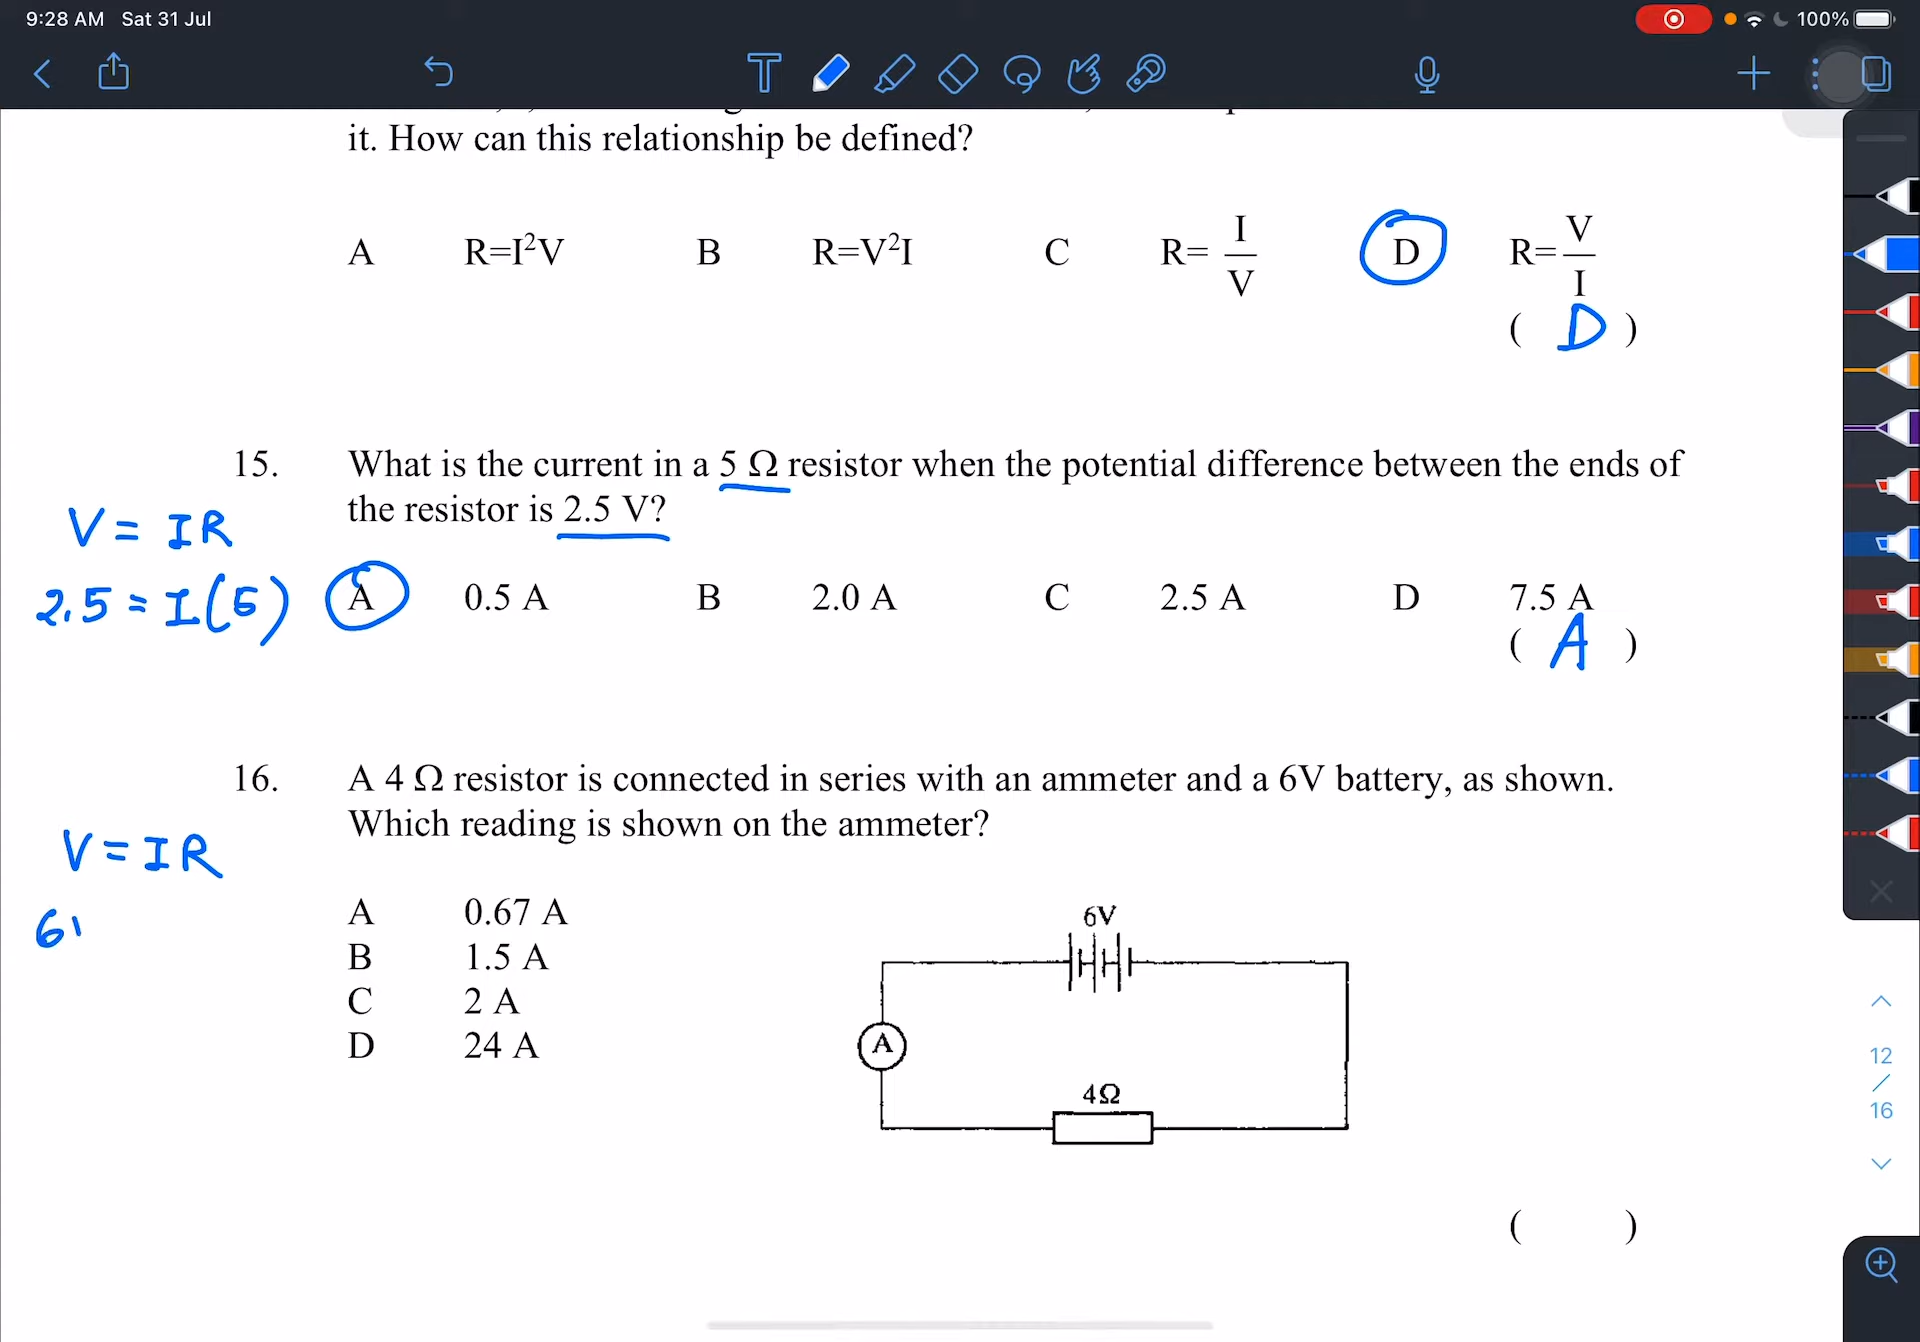 9:28 AM Sat 31 Jul 100%
it. How can this relationship be defined?
A R=I²V B R=V²I C R= I/V D R= V/I
( D )
15. What is the current in a 5 Ω resistor when the potential difference between the ends of
the resistor is 2.5 V?
V = IR
2.5 = I(5)
A 0.5 A B 2.0 A C 2.5 A D 7.5 A
( A )
16. A 4 Ω resistor is connected in series with an ammeter and a 6V battery, as shown.
Which reading is shown on the ammeter?
V = IR
6
A 0.67 A
B 1.5 A
C 2 A
D 24 A
6V
A
4Ω
( )
12
/
16